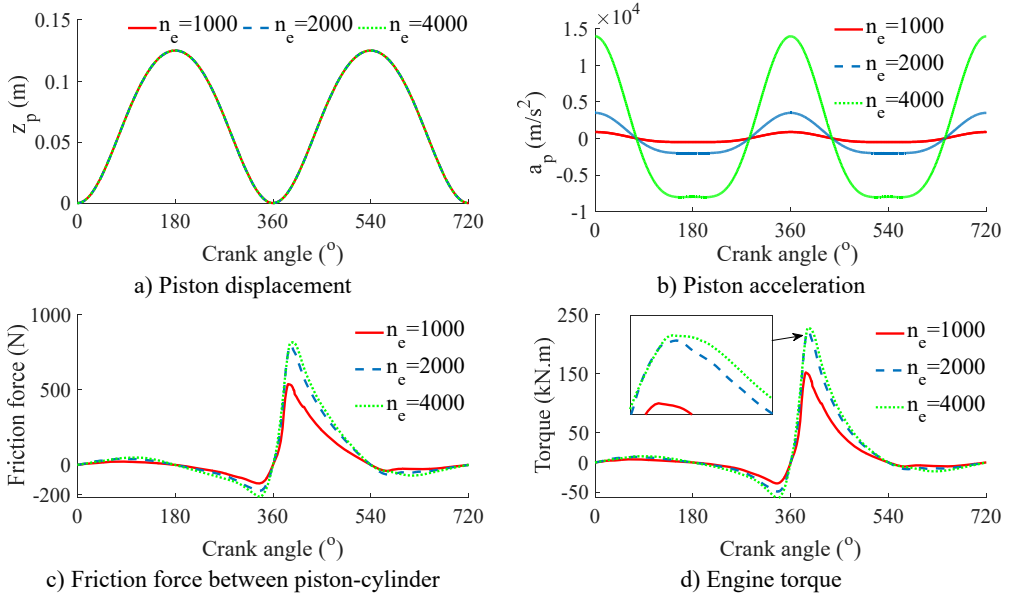 0.15
n_e=1000 n_e=2000 n_e=4000
0.1
0.05
0
z_p (m)
0 180 360 540 720
Crank angle (°)
a) Piston displacement
×10^4
1.5
1
0.5
0
-0.5
-1
a_p (m/s^2)
n_e=1000
n_e=2000
n_e=4000
0 180 360 540 720
Crank angle (°)
b) Piston acceleration
1000
500
0
-200
Friction force (N)
n_e=1000
n_e=2000
n_e=4000
0 180 360 540 720
Crank angle (°)
c) Friction force between piston-cylinder
250
150
50
0
-50
Torque (kN.m)
n_e=1000
n_e=2000
n_e=4000
0 180 360 540 720
Crank angle (°)
d) Engine torque